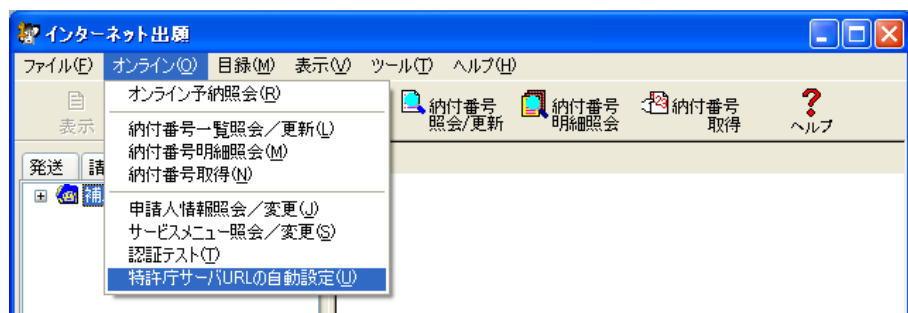 インターネット出願
ファイル(F) オンライン(O) 目録(M) 表示(V) ツール(T) ヘルプ(H)
オンライン予納照会(R)
納付番号一覧照会／更新(L)
納付番号明細照会(M)
納付番号取得(N)
申請人情報照会／変更(J)
サービスメニュー照会／変更(S)
認証テスト(T)
特許庁サーバURLの自動設定(U)
表示
納付番号
照会/更新
納付番号
明細照会
納付番号
取得
ヘルプ
発送 請
補